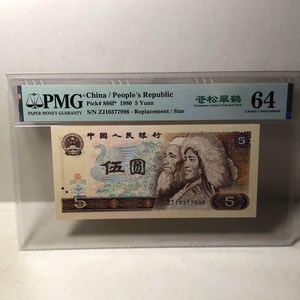 PMG
PAPER MONEY GUARANTY
China / People's Republic
Pick# 886f* 1980 5 Yuan
S/N ZJ10377996 - Replacement / Star
苍松翠鹤
64
Choice Uncirculated
中国人民银行
5
伍圆
5
5
ZJ10377996